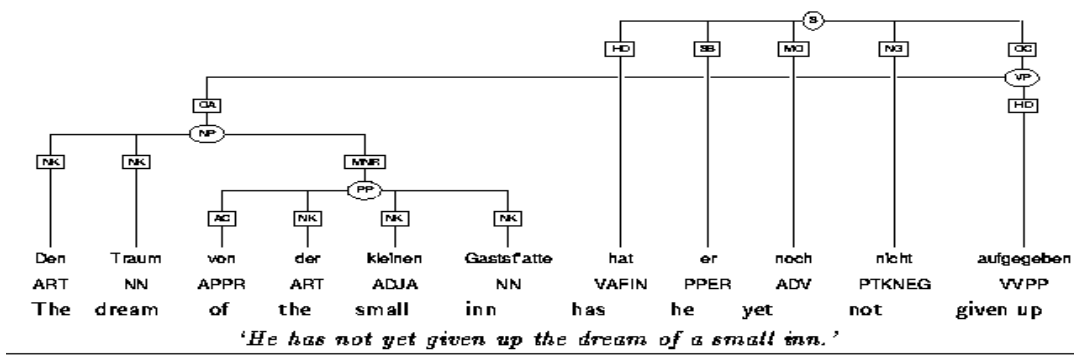 S
HD SB MO NG OC
VP
OA HD
NP
NK NK MNR
PP
AC NK NK NK
Den Traum von der kleinen Gaststatte hat er noch nicht aufgegeben
ART NN APPR ART ADJA NN VAFIN PPER ADV PTKNEG VVPP
The dream of the small inn has he yet not given up
‘He has not yet given up the dream of a small inn.’